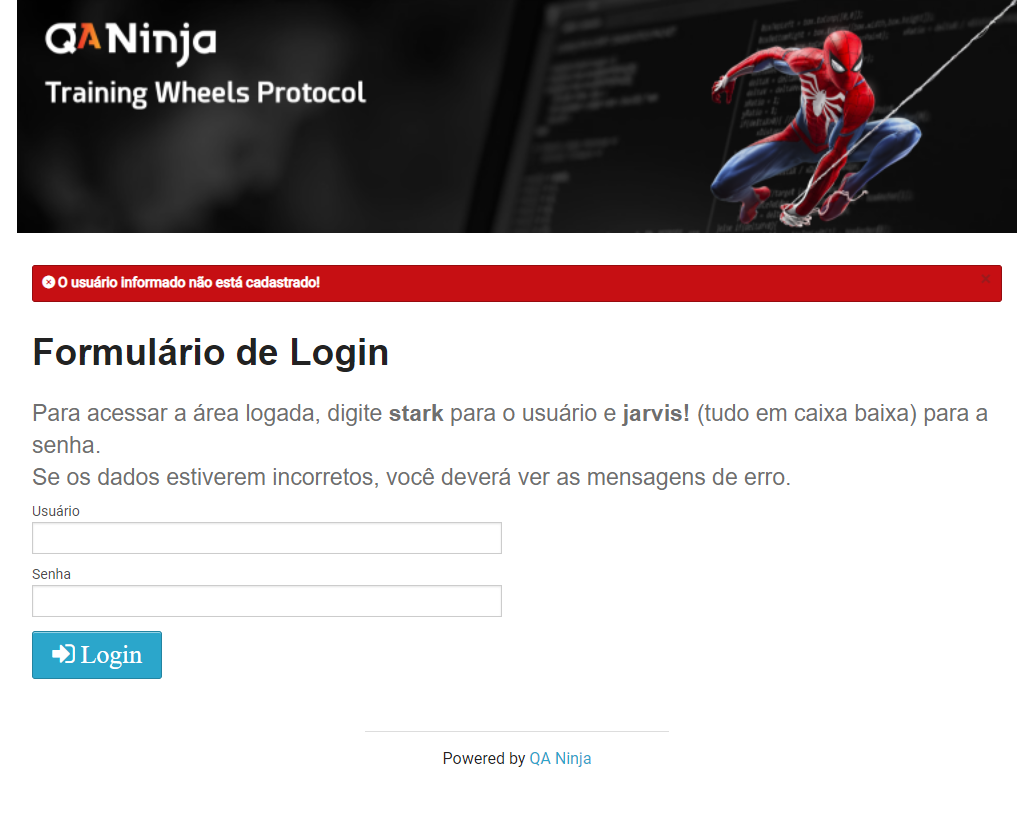 QANinja
Training Wheels Protocol
O usuário informado não está cadastrado!
×
Formulário de Login
Para acessar a área logada, digite stark para o usuário e jarvis! (tudo em caixa baixa) para a
senha.
Se os dados estiverem incorretos, você deverá ver as mensagens de erro.
Usuário
Senha
Login
Powered by QA Ninja